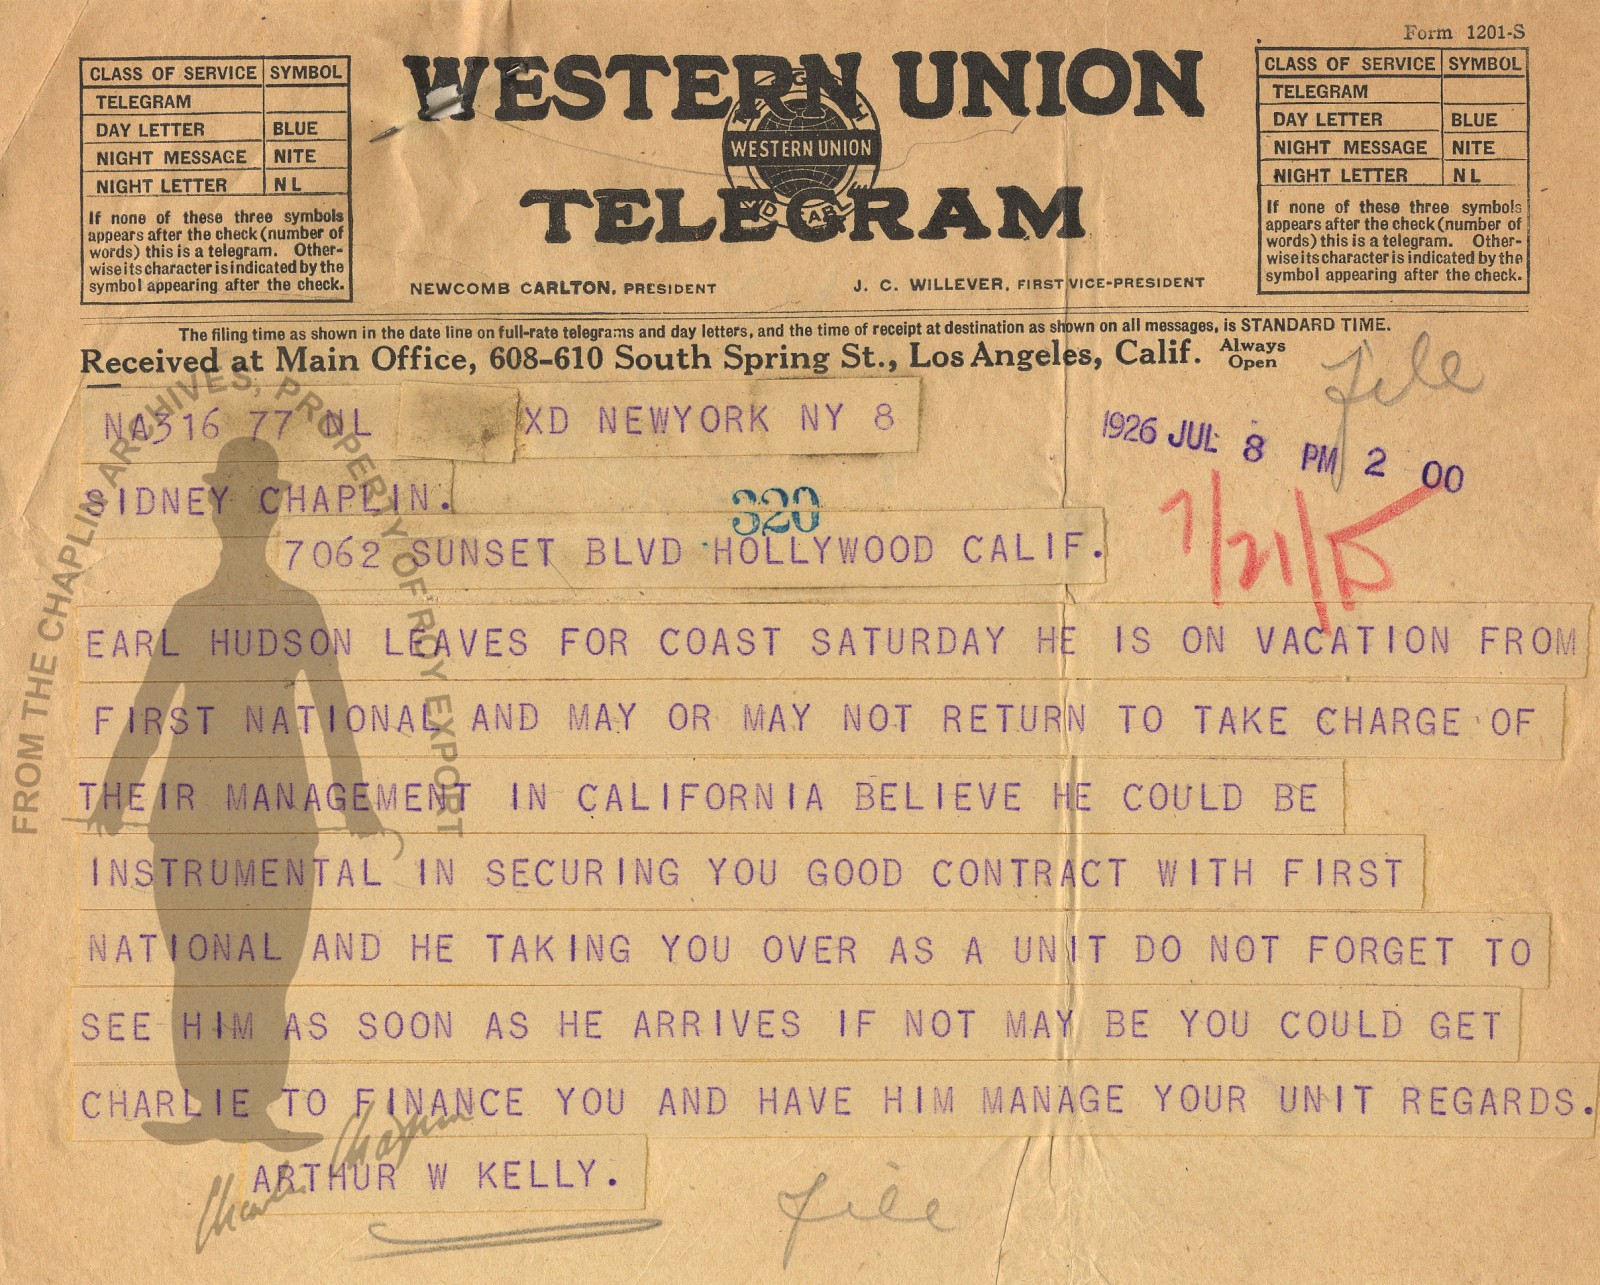 Form 1201-S
CLASS OF SERVICE SYMBOL
TELEGRAM
DAY LETTER BLUE
NIGHT MESSAGE NITE
NIGHT LETTER N L
If none of these three symbols
appears after the check (number of
words) this is a telegram. Other-
wise its character is indicated by the
symbol appearing after the check.
WESTERN UNION
WESTERN UNION
TELEGRAM
NEWCOMB CARLTON, PRESIDENT
J. C. WILLEVER, FIRST VICE-PRESIDENT
CLASS OF SERVICE SYMBOL
TELEGRAM
DAY LETTER BLUE
NIGHT MESSAGE NITE
NIGHT LETTER N L
If none of these three symbols
appears after the check (number of
words) this is a telegram. Other-
wise its character is indicated by the
symbol appearing after the check.
The filing time as shown in the date line on full-rate telegrams and day letters, and the time of receipt at destination as shown on all messages, is STANDARD TIME.
Received at Main Office, 608-610 South Spring St., Los Angeles, Calif. Always Open
File
NA316 77 NL XD NEWYORK NY 8
1926 JUL 8 PM 2 00
SIDNEY CHAPLIN.
320
7062 SUNSET BLVD HOLLYWOOD CALIF.
EARL HUDSON LEAVES FOR COAST SATURDAY HE IS ON VACATION FROM
FIRST NATIONAL AND MAY OR MAY NOT RETURN TO TAKE CHARGE OF
THEIR MANAGEMENT IN CALIFORNIA BELIEVE HE COULD BE
INSTRUMENTAL IN SECURING YOU GOOD CONTRACT WITH FIRST
NATIONAL AND HE TAKING YOU OVER AS A UNIT DO NOT FORGET TO
SEE HIM AS SOON AS HE ARRIVES IF NOT MAY BE YOU COULD GET
CHARLIE TO FINANCE YOU AND HAVE HIM MANAGE YOUR UNIT REGARDS.
ARTHUR W KELLY.
File
FROM THE CHAPLIN ARCHIVES, PROPERTY OF ROY EXPORT
Charlie Chaplin